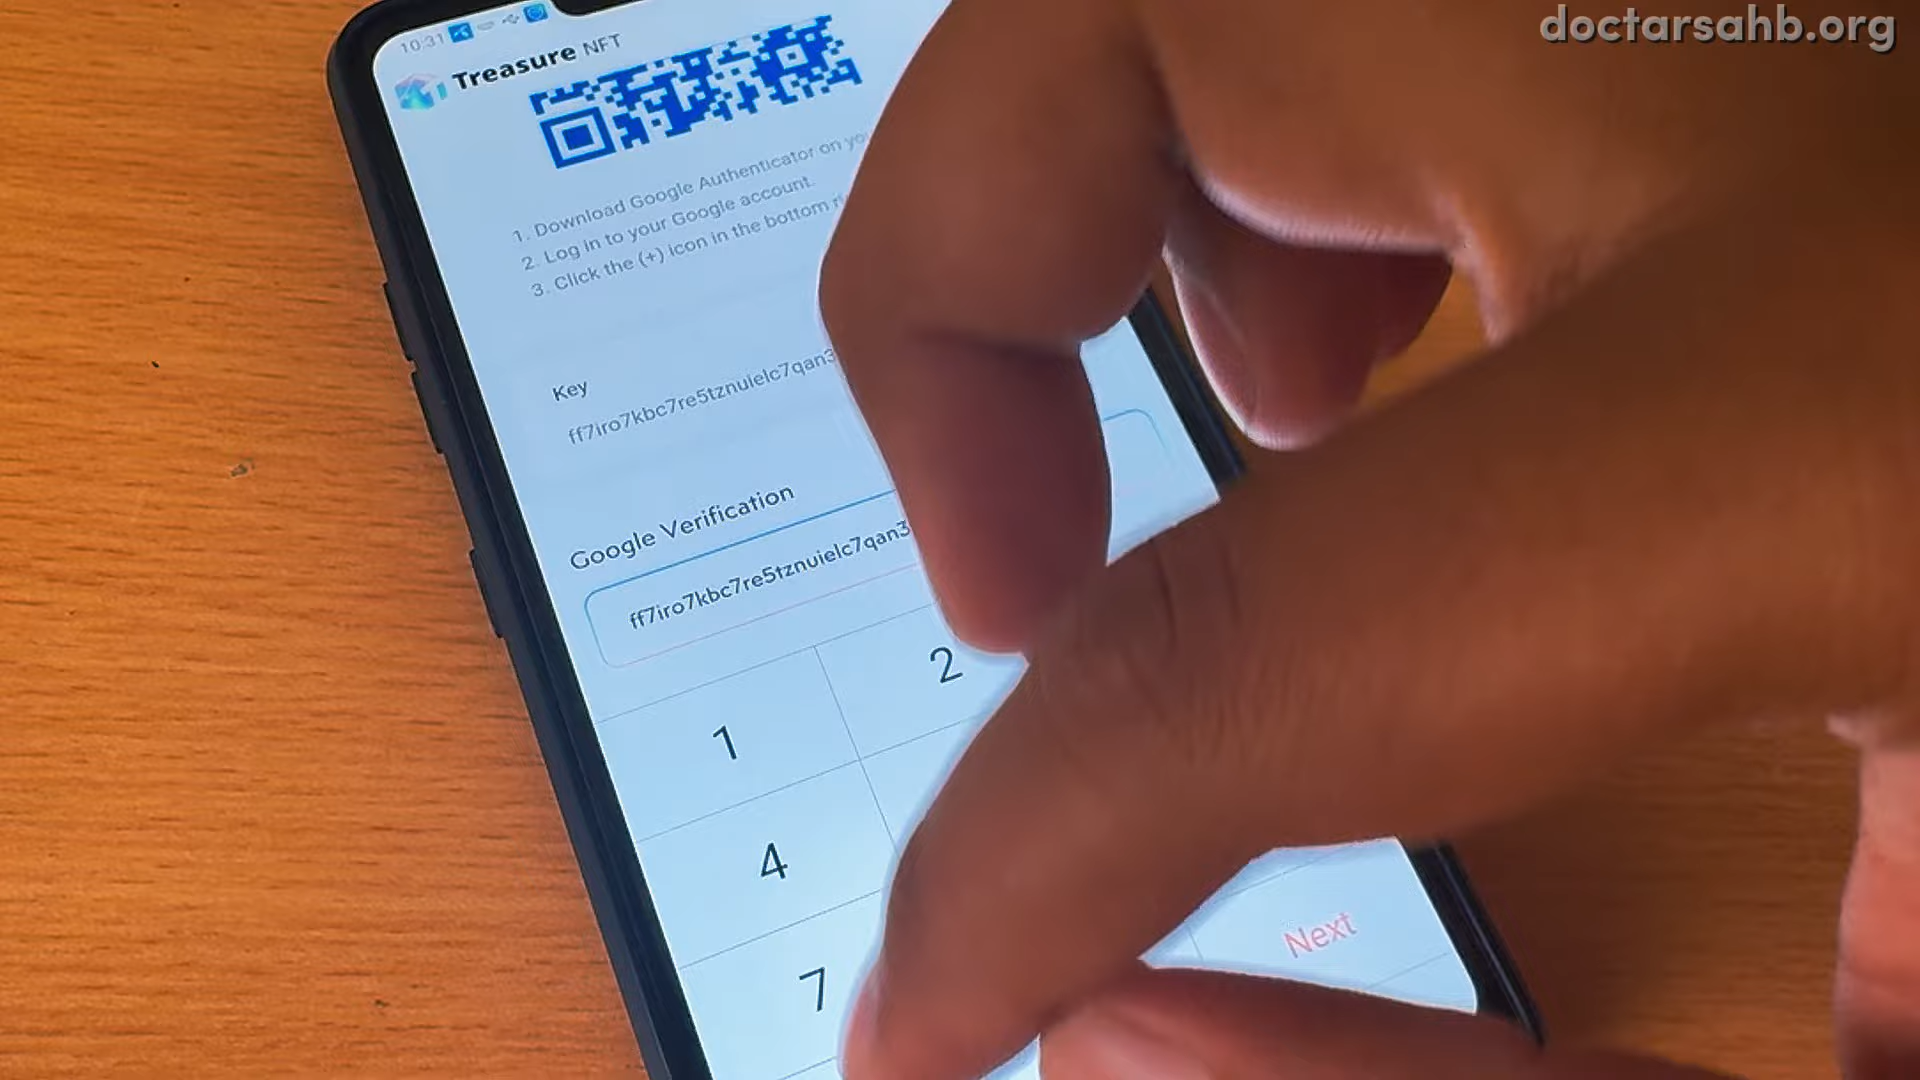 doctarsahb.org
10:31
Treasure NFT
1. Download Google Authenticator on
2. Log in to your Google account.
3. Click the (+) icon in the bottom
Key
ff7iro7kbc7re5tznuielc7qan3
Google Verification
ff7iro7kbc7re5tznuielc7qan3
1
2
4
7
Next